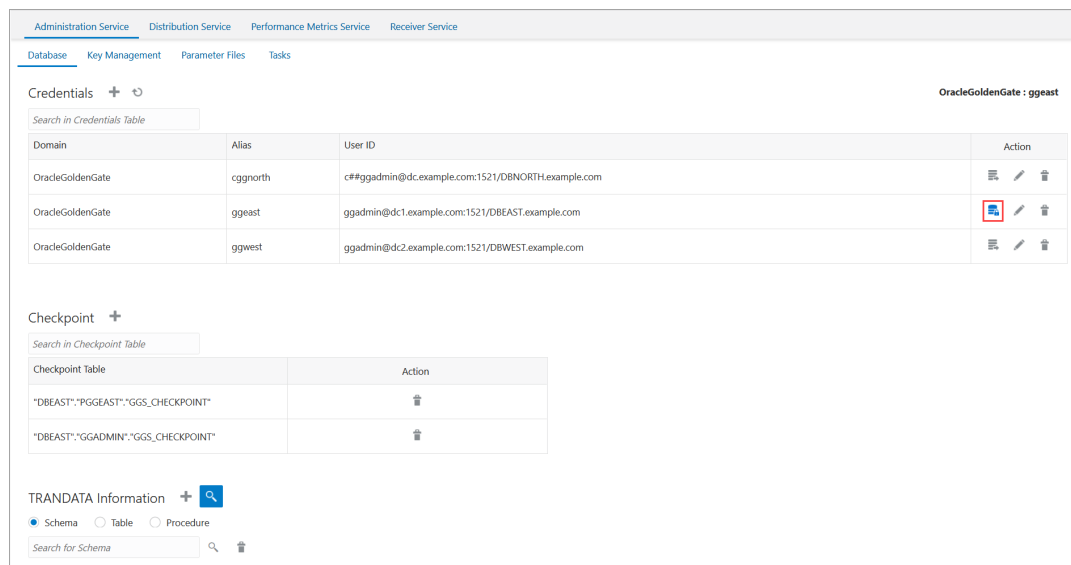 Administration Service Distribution Service Performance Metrics Service Receiver Service
Database Key Management Parameter Files Tasks
Credentials
OracleGoldenGate : ggeast
Search in Credentials Table
Domain Alias User ID Action
OracleGoldenGate cggnorth c##ggadmin@dc.example.com:1521/DBNORTH.example.com
OracleGoldenGate ggeast ggadmin@dc1.example.com:1521/DBEAST.example.com
OracleGoldenGate ggwest ggadmin@dc2.example.com:1521/DBWEST.example.com
Checkpoint
Search in Checkpoint Table
Checkpoint Table Action
"DBEAST"."PGGEAST"."GGS_CHECKPOINT"
"DBEAST"."GGADMIN"."GGS_CHECKPOINT"
TRANDATA Information
Schema Table Procedure
Search for Schema